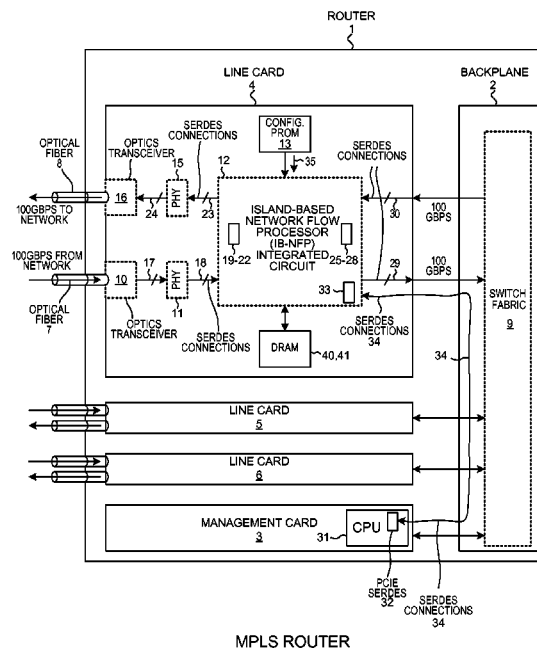 ROUTER
1
LINE CARD
4
BACKPLANE
2
OPTICAL
FIBER
8
OPTICS
TRANSCEIVER
SERDES
CONNECTIONS
CONFIG.
PROM
13
35
15
12
SERDES
CONNECTIONS
16
24
PHY
23
30
100GBPS TO
NETWORK
100
GBPS
ISLAND-BASED
NETWORK FLOW
PROCESSOR
(IB-NFP)
INTEGRATED
CIRCUIT
19-22
25-28
100GBPS FROM
NETWORK
10
17
PHY
18
29
100
GBPS
33
OPTICAL
FIBER
7
OPTICS
TRANSCEIVER
11
SERDES
CONNECTIONS
SERDES
CONNECTIONS
34
34
SWITCH
FABRIC
9
DRAM
40,41
LINE CARD
5
LINE CARD
6
MANAGEMENT CARD
3
31
CPU
PCIE
SERDES
32
SERDES
CONNECTIONS
34
MPLS ROUTER